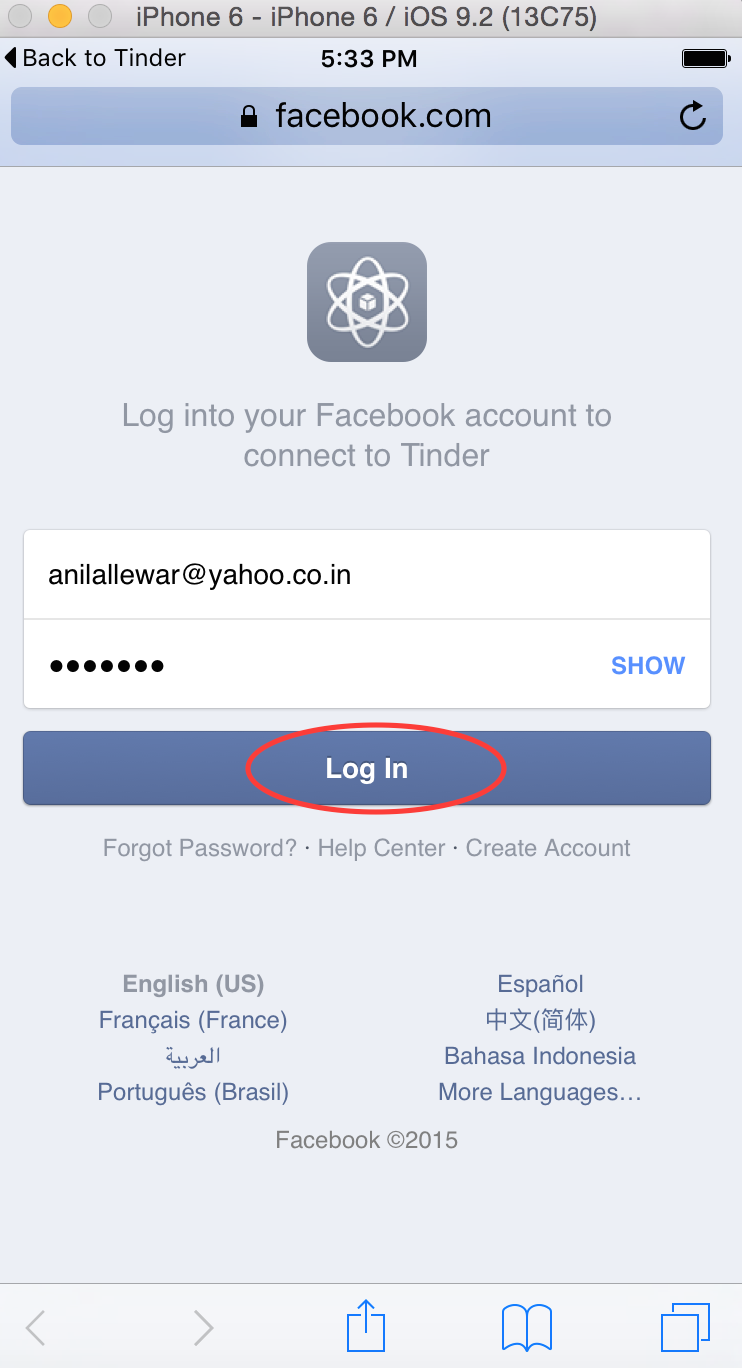 iPhone 6 - iPhone 6 / iOS 9.2 (13C75)
Back to Tinder 5:33 PM
facebook.com
Log into your Facebook account to
connect to Tinder
anilallewar@yahoo.co.in
••••••• SHOW
Log In
Forgot Password? · Help Center · Create Account
English (US) Español
Français (France) 中文(简体)
العربية Bahasa Indonesia
Português (Brasil) More Languages…
Facebook ©2015